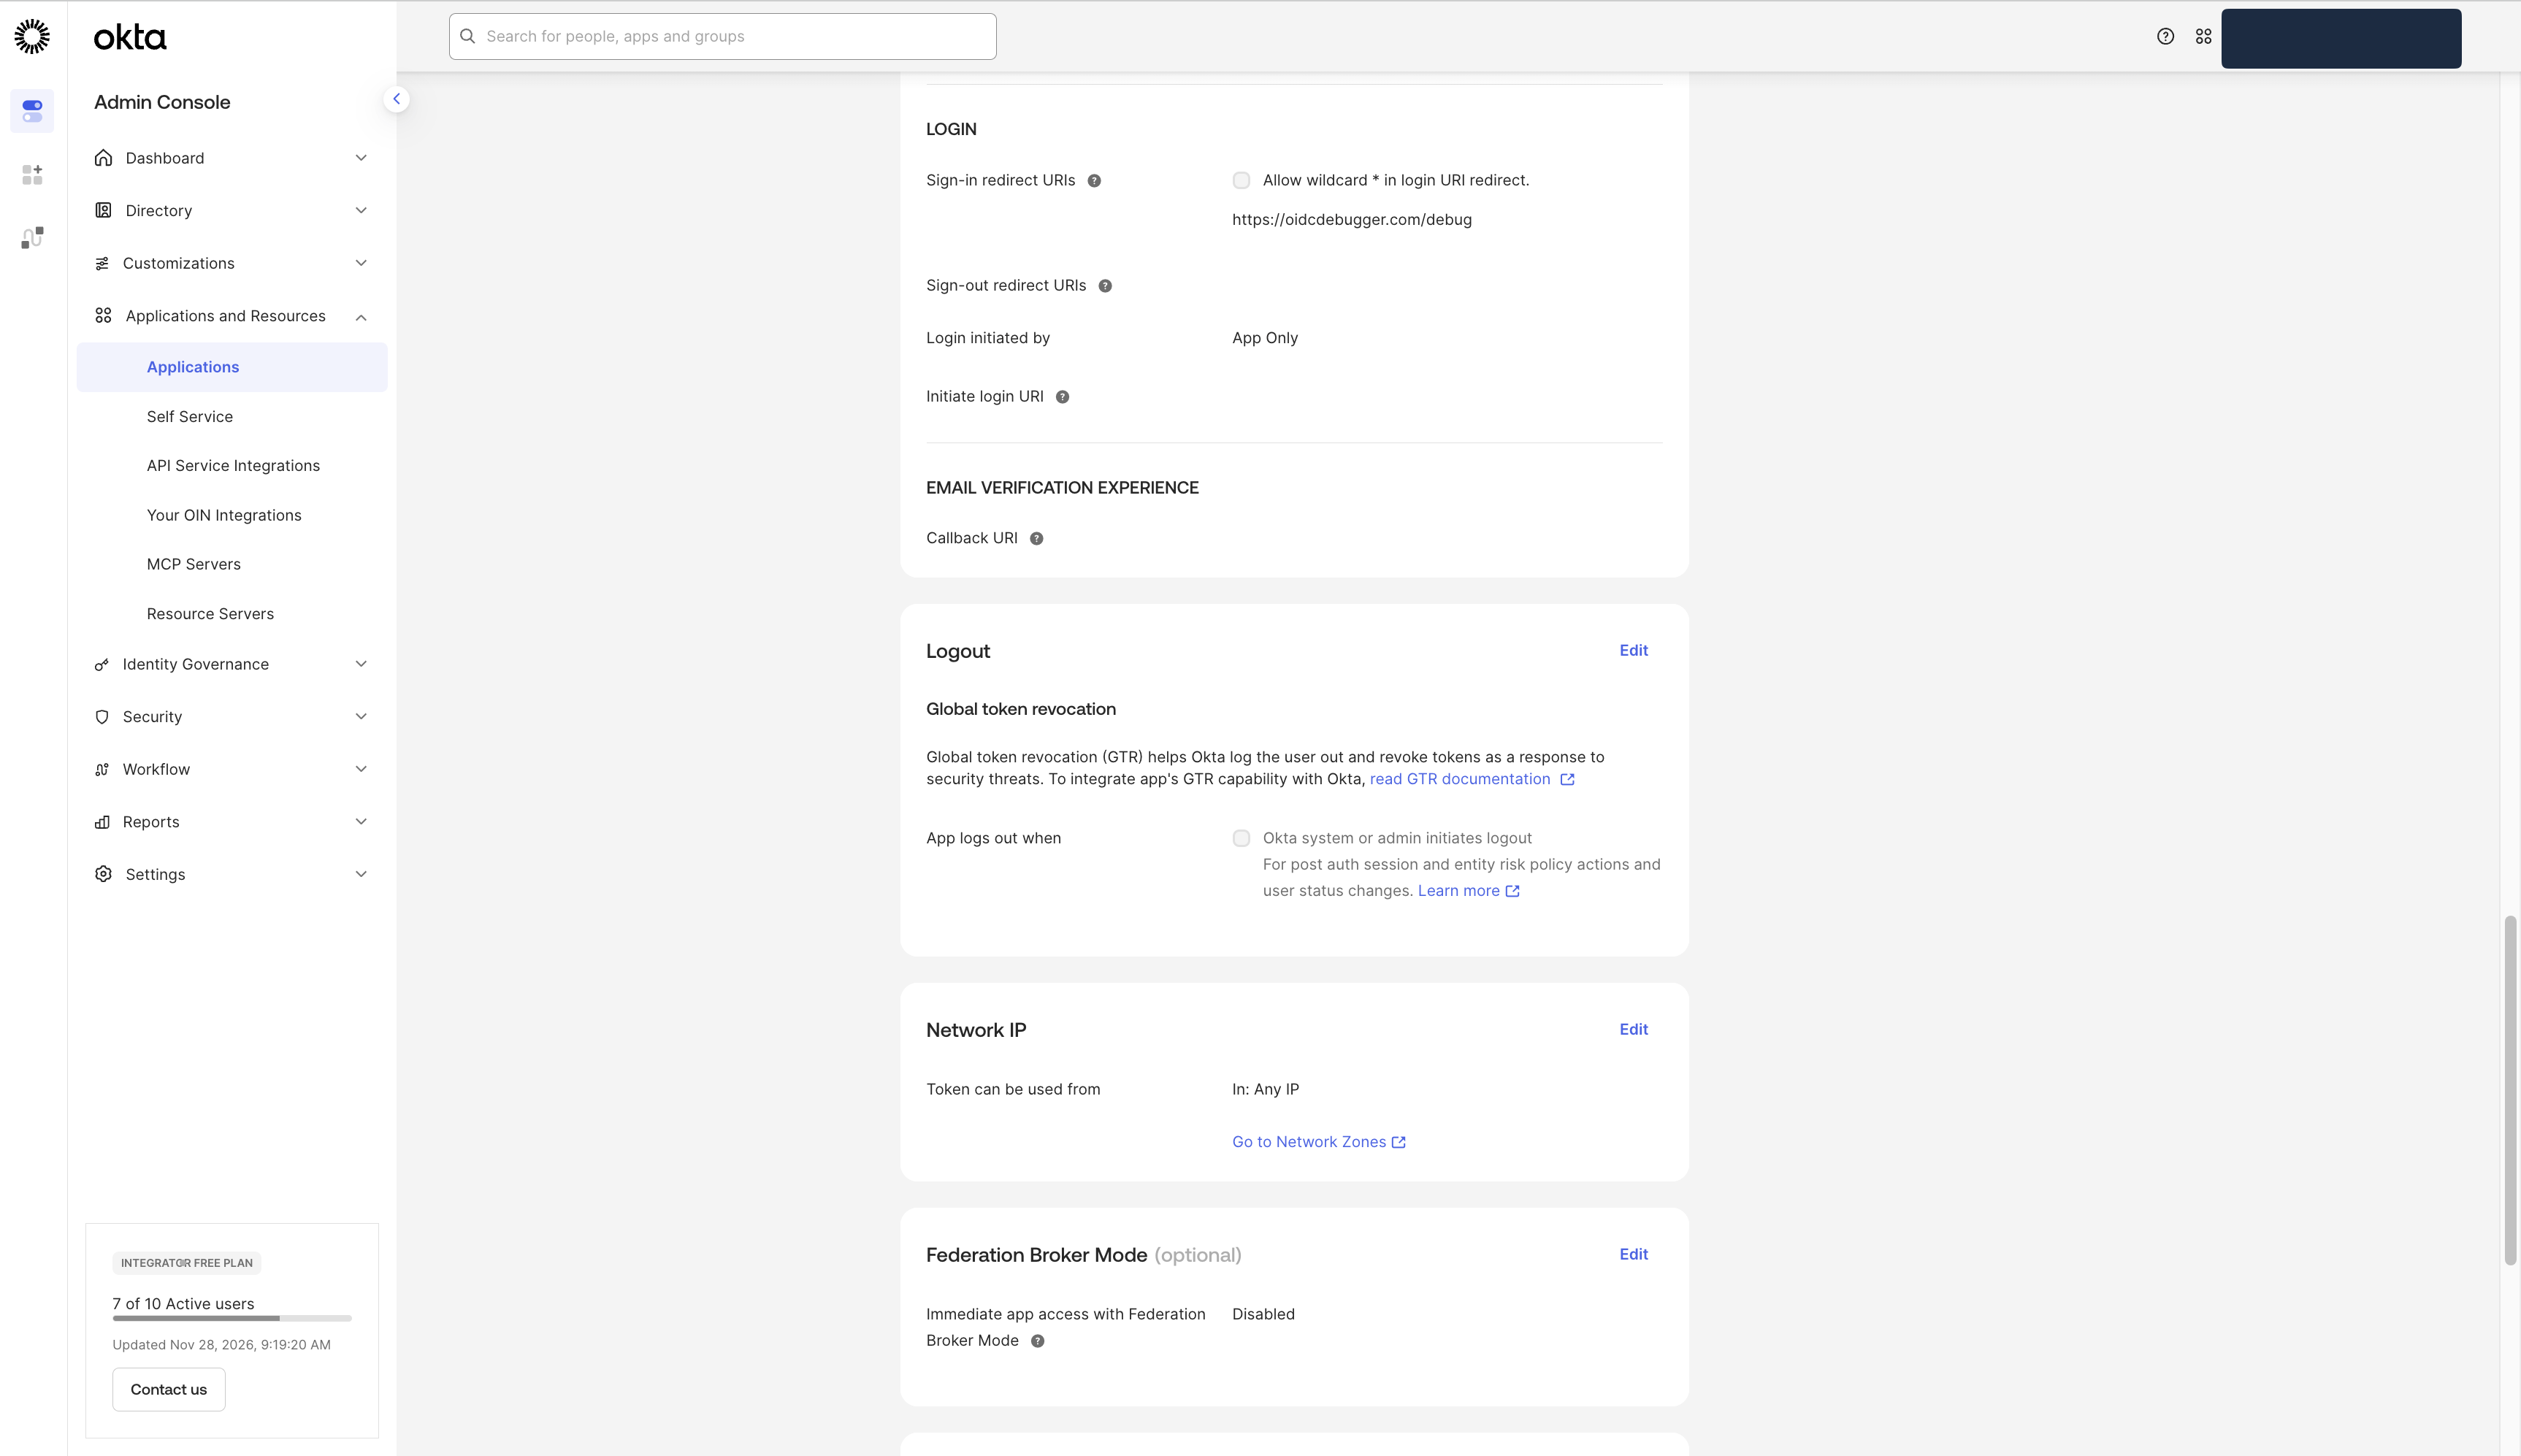 okta
Search for people, apps and groups
Admin Console
Dashboard
Directory
Customizations
Applications and Resources
Applications
Self Service
API Service Integrations
Your OIN Integrations
MCP Servers
Resource Servers
Identity Governance
Security
Workflow
Reports
Settings
INTEGRATOR FREE PLAN
7 of 10 Active users
Updated Nov 28, 2026, 9:19:20 AM
Contact us
LOGIN
Sign-in redirect URIs
Allow wildcard * in login URI redirect.
https://oidcdebugger.com/debug
Sign-out redirect URIs
Login initiated by
App Only
Initiate login URI
EMAIL VERIFICATION EXPERIENCE
Callback URI
Logout
Edit
Global token revocation
Global token revocation (GTR) helps Okta log the user out and revoke tokens as a response to
security threats. To integrate app's GTR capability with Okta, read GTR documentation
App logs out when
Okta system or admin initiates logout
For post auth session and entity risk policy actions and
user status changes. Learn more
Network IP
Edit
Token can be used from
In: Any IP
Go to Network Zones
Federation Broker Mode (optional)
Edit
Immediate app access with Federation
Broker Mode
Disabled